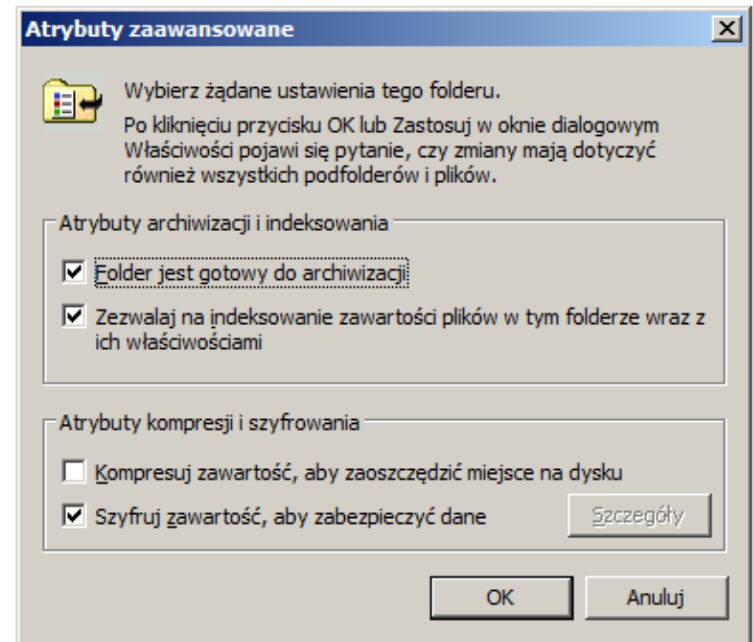 Atrybuty zaawansowane
Wybierz żądane ustawienia tego folderu.
Po kliknięciu przycisku OK lub Zastosuj w oknie dialogowym
Właściwości pojawi się pytanie, czy zmiany mają dotyczyć
również wszystkich podfolderów i plików.
Atrybuty archiwizacji i indeksowania
Folder jest gotowy do archiwizacji
Zezwalaj na indeksowanie zawartości plików w tym folderze wraz z
ich właściwościami
Atrybuty kompresji i szyfrowania
Kompresuj zawartość, aby zaoszczędzić miejsce na dysku
Szyfruj zawartość, aby zabezpieczyć dane
Szczegóły
OK
Anuluj